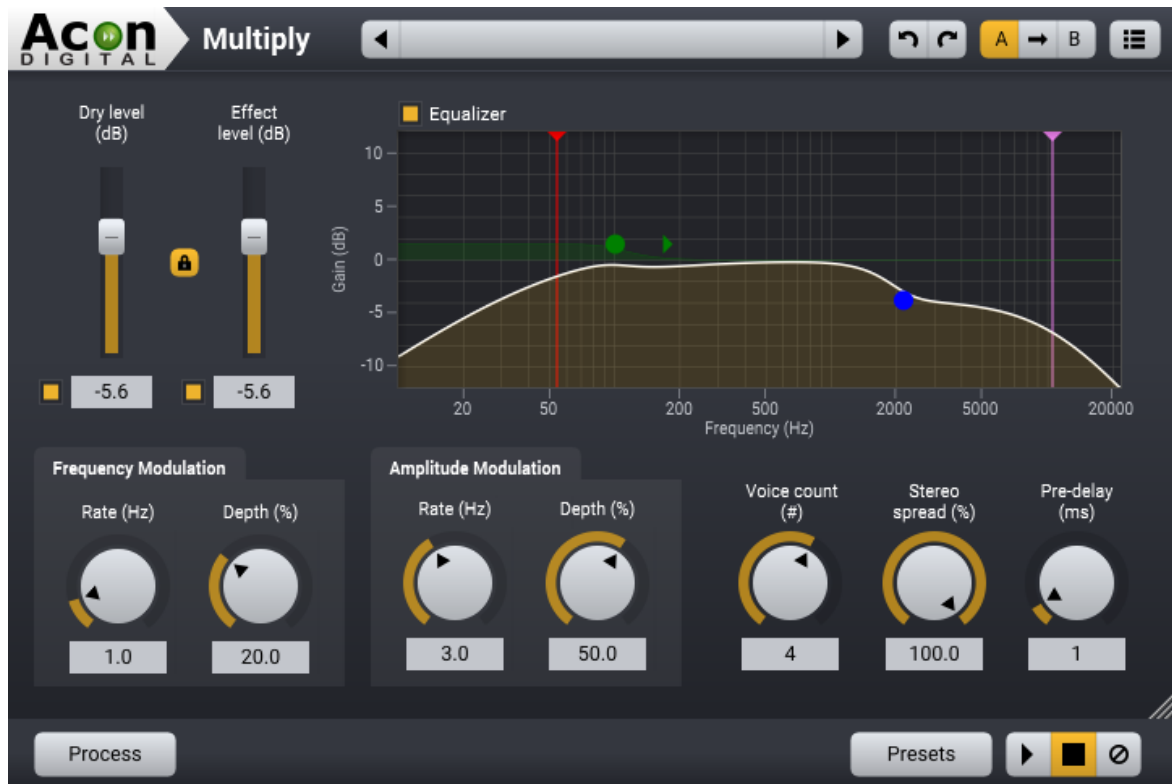 Acon
DIGITAL
Multiply
A
B
Dry level
(dB)
Effect
level (dB)
-5.6
-5.6
Equalizer
10
5
0
-5
-10
Gain (dB)
20
50
200
500
2000
5000
20000
Frequency (Hz)
Frequency Modulation
Rate (Hz)
Depth (%)
1.0
20.0
Amplitude Modulation
Rate (Hz)
Depth (%)
3.0
50.0
Voice count
(#)
Stereo
spread (%)
Pre-delay
(ms)
4
100.0
1
Process
Presets